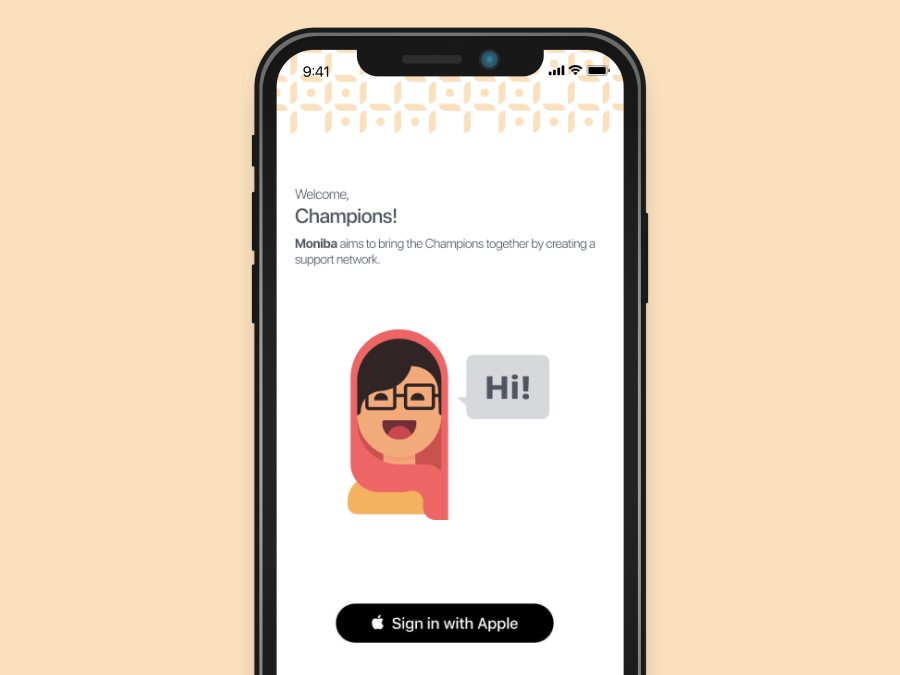 9:41
Welcome,
Champions!
Moniba aims to bring the Champions together by creating a
support network.
Hi!
Sign in with Apple